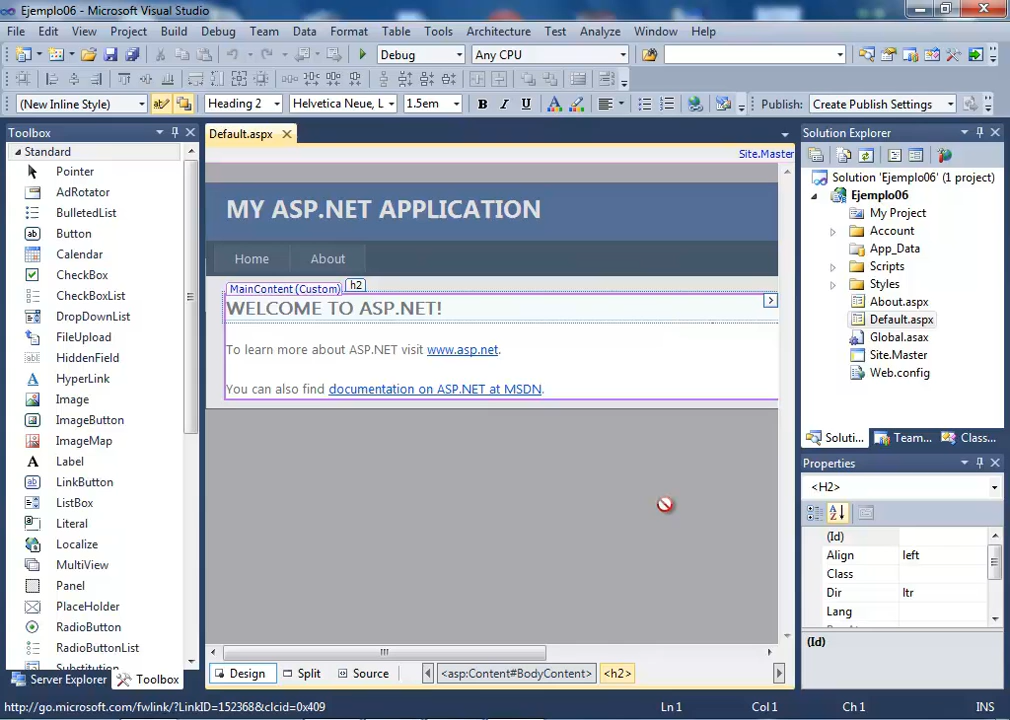 Ejemplo06 - Microsoft Visual Studio
File Edit View Project Build Debug Team Data Format Table Tools Architecture Test Analyze Window Help
Debug Any CPU
(New Inline Style) Heading 2 Helvetica Neue, L 1.5em B I U A Publish: Create Publish Settings
Toolbox
Standard
Pointer
AdRotator
BulletedList
Button
Calendar
CheckBox
CheckBoxList
DropDownList
FileUpload
HiddenField
HyperLink
Image
ImageButton
ImageMap
Label
LinkButton
ListBox
Literal
Localize
MultiView
Panel
PlaceHolder
RadioButton
RadioButtonList
Substitution
Server Explorer Toolbox
Default.aspx
Site.Master
MY ASP.NET APPLICATION
Home About
MainContent (Custom) h2
WELCOME TO ASP.NET!
To learn more about ASP.NET visit www.asp.net.
You can also find documentation on ASP.NET at MSDN.
Design Split Source <asp:Content#BodyContent> <h2>
Solution Explorer
Solution 'Ejemplo06' (1 project)
Ejemplo06
My Project
Account
App_Data
Scripts
Styles
About.aspx
Default.aspx
Global.asax
Site.Master
Web.config
Soluti... Team... Class...
Properties
<H2>
(Id)
Align left
Class
Dir ltr
Lang
(Id)
http://go.microsoft.com/fwlink/?LinkID=152368&clcid=0x409 Ln 1 Col 1 Ch 1 INS